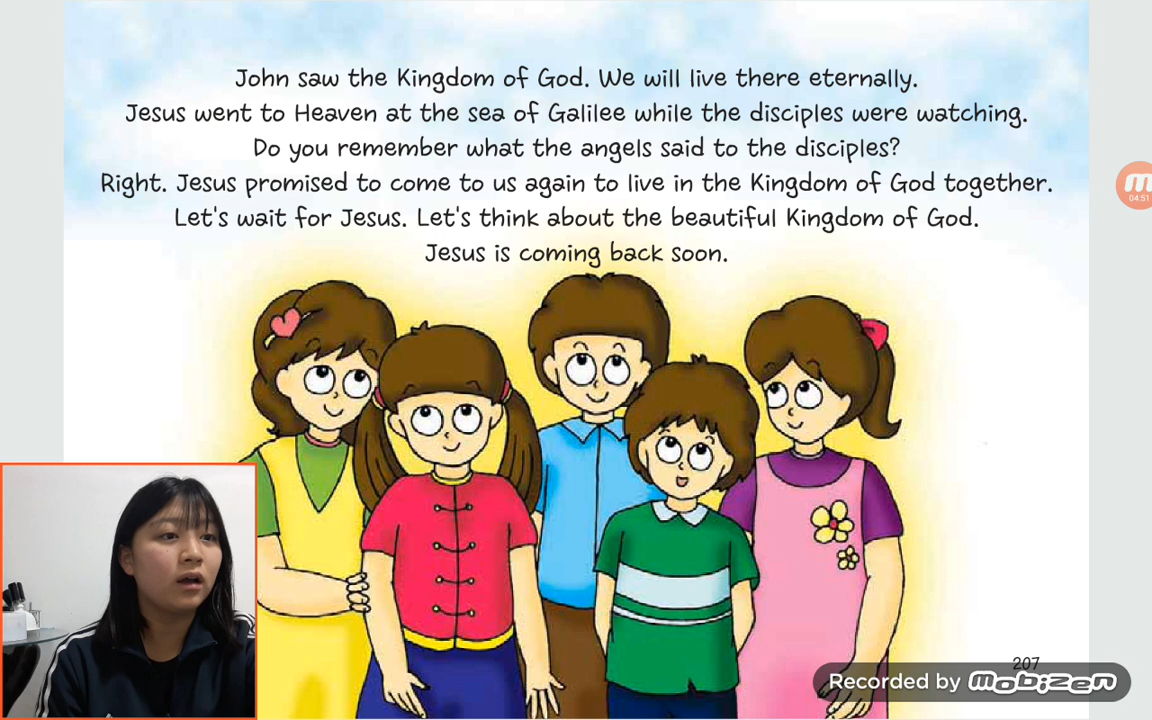 John saw the Kingdom of God. We will live there eternally.
Jesus went to Heaven at the sea of Galilee while the disciples were watching.
Do you remember what the angels said to the disciples?
Right. Jesus promised to come to us again to live in the Kingdom of God together.
Let's wait for Jesus. Let's think about the beautiful Kingdom of God.
Jesus is coming back soon.
04:51
207
Recorded by mobizen